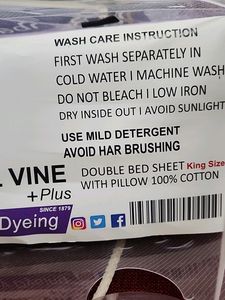 WASH CARE INSTRUCTION
FIRST WASH SEPARATELY IN
COLD WATER I MACHINE WASH
DO NOT BLEACH I LOW IRON
DRY INSIDE OUT I AVOID SUNLIGHT
USE MILD DETERGENT
AVOID HAR BRUSHING
L VINE
+Plus
SINCE 1879
Dyeing
DOUBLE BED SHEET King Size
WITH PILLOW 100% COTTON